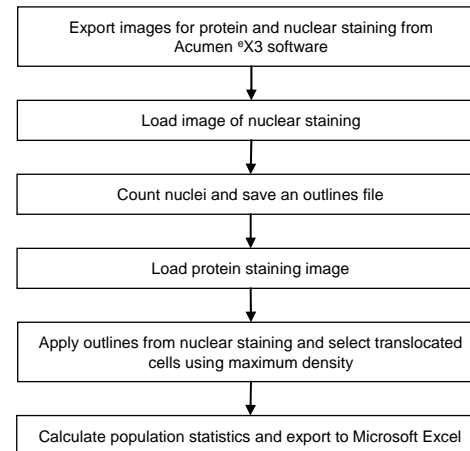 Export images for protein and nuclear staining from
Acumen ᵉX3 software
Load image of nuclear staining
Count nuclei and save an outlines file
Load protein staining image
Apply outlines from nuclear staining and select translocated
cells using maximum density
Calculate population statistics and export to Microsoft Excel